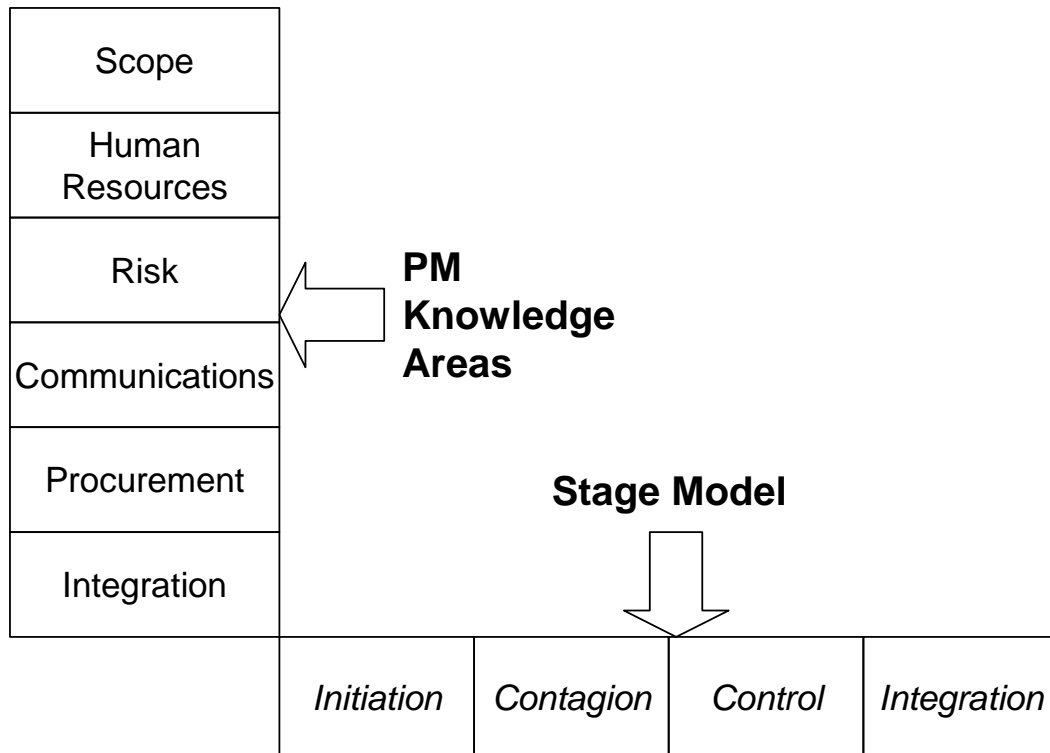 Scope
Human
Resources
Risk
PM
Knowledge
Areas
Communications
Procurement
Stage Model
Integration
Initiation
Contagion
Control
Integration